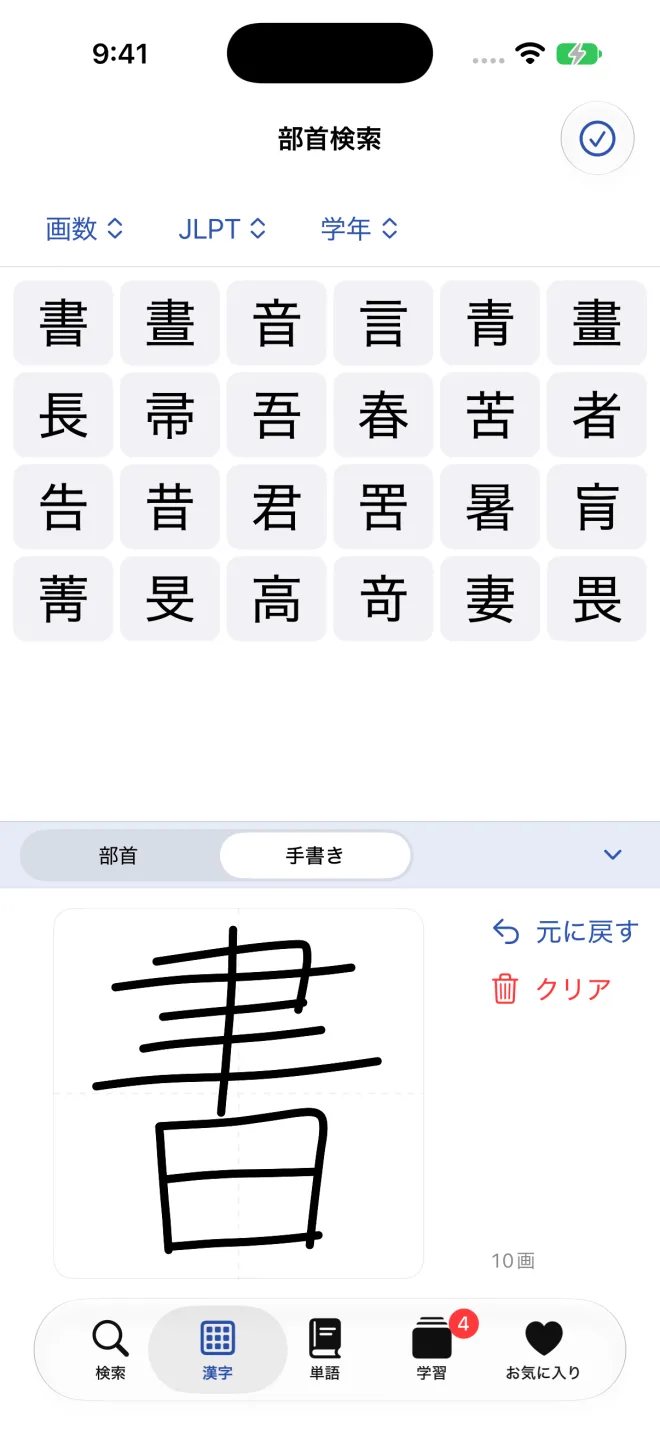 9:41
部首検索
画数 JLPT 学年
書 晝 音 言 青 畫
長 帚 吾 春 苦 者
告 昔 君 罟 暑 肓
菁 旻 高 奇 妻 畏
部首 手書き
元に戻す
クリア
書
10画
4
検索 漢字 単語 学習 お気に入り